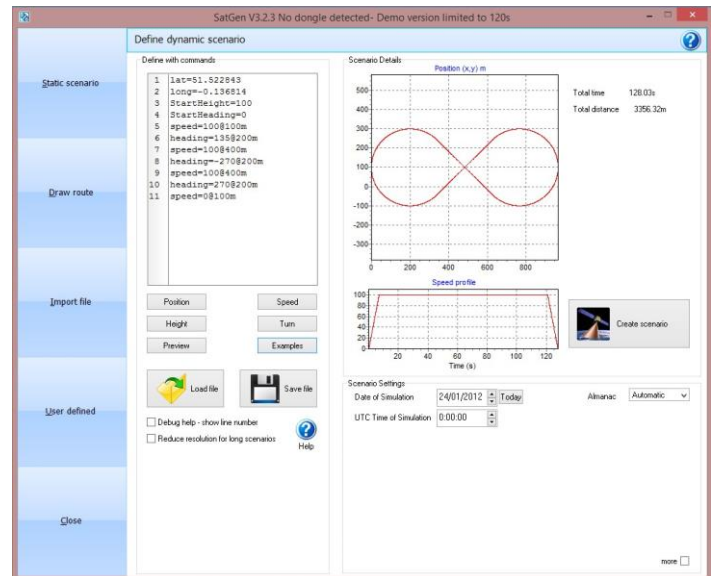 SatGen V3.2.3 No dongle detected- Demo version limited to 120s
Define dynamic scenario
Static scenario
Draw route
Import file
User defined
Close
Define with commands
1 lat=51.522843
2 long=-0.136814
3 StartHeight=100
4 StartHeading=0
5 speed=100@100m
6 heading=135@200m
7 speed=100@400m
8 heading=-270@200m
9 speed=100@400m
10 heading=270@200m
11 speed=0@100m
Position Speed
Height Turn
Preview Examples
Load file Save file
Debug help - show line number
Reduce resolution for long scenarios
Help
Scenario Details
Position (x,y) m
500
400
300
200
100
0
-100
-200
-300
0 200 400 600 800
Total time 128.03s
Total distance 3356.32m
Speed profile
100
80
60
40
20
0
20 40 60 80 100 120
Time (s)
Create scenario
Scenario Settings
Date of Simulation 24/01/2012 Today
Almanac Automatic
UTC Time of Simulation 0:00:00
more